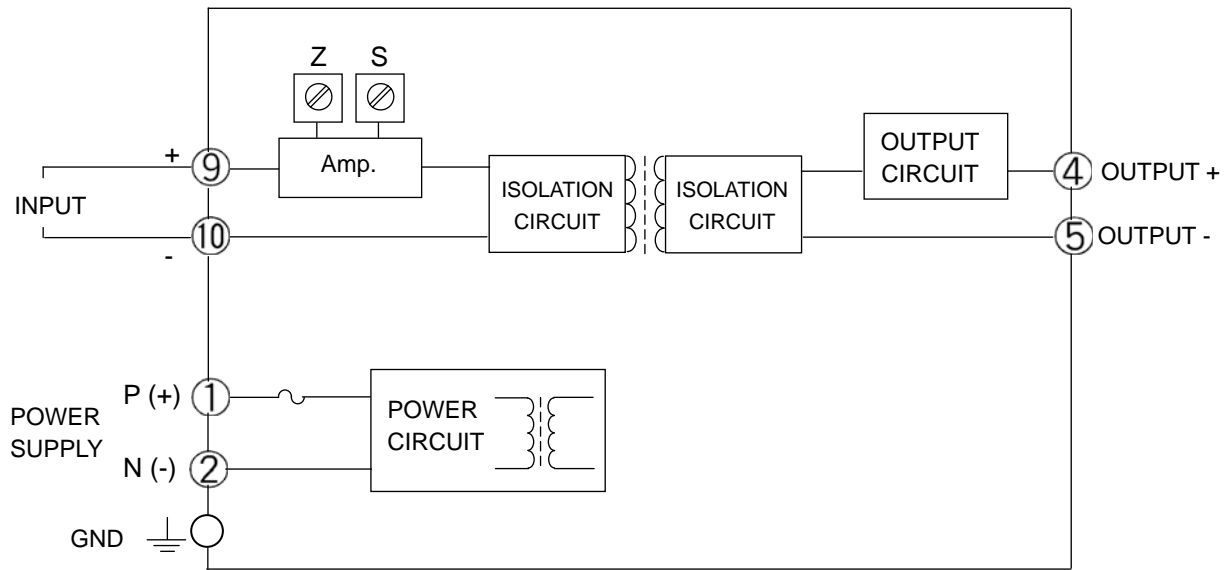 Z S
+ 9 Amp. OUTPUT
CIRCUIT 4 OUTPUT +
INPUT ISOLATION
CIRCUIT ISOLATION
CIRCUIT
- 10 5 OUTPUT -
POWER
SUPPLY
P (+) 1 POWER
CIRCUIT
N (-) 2
GND